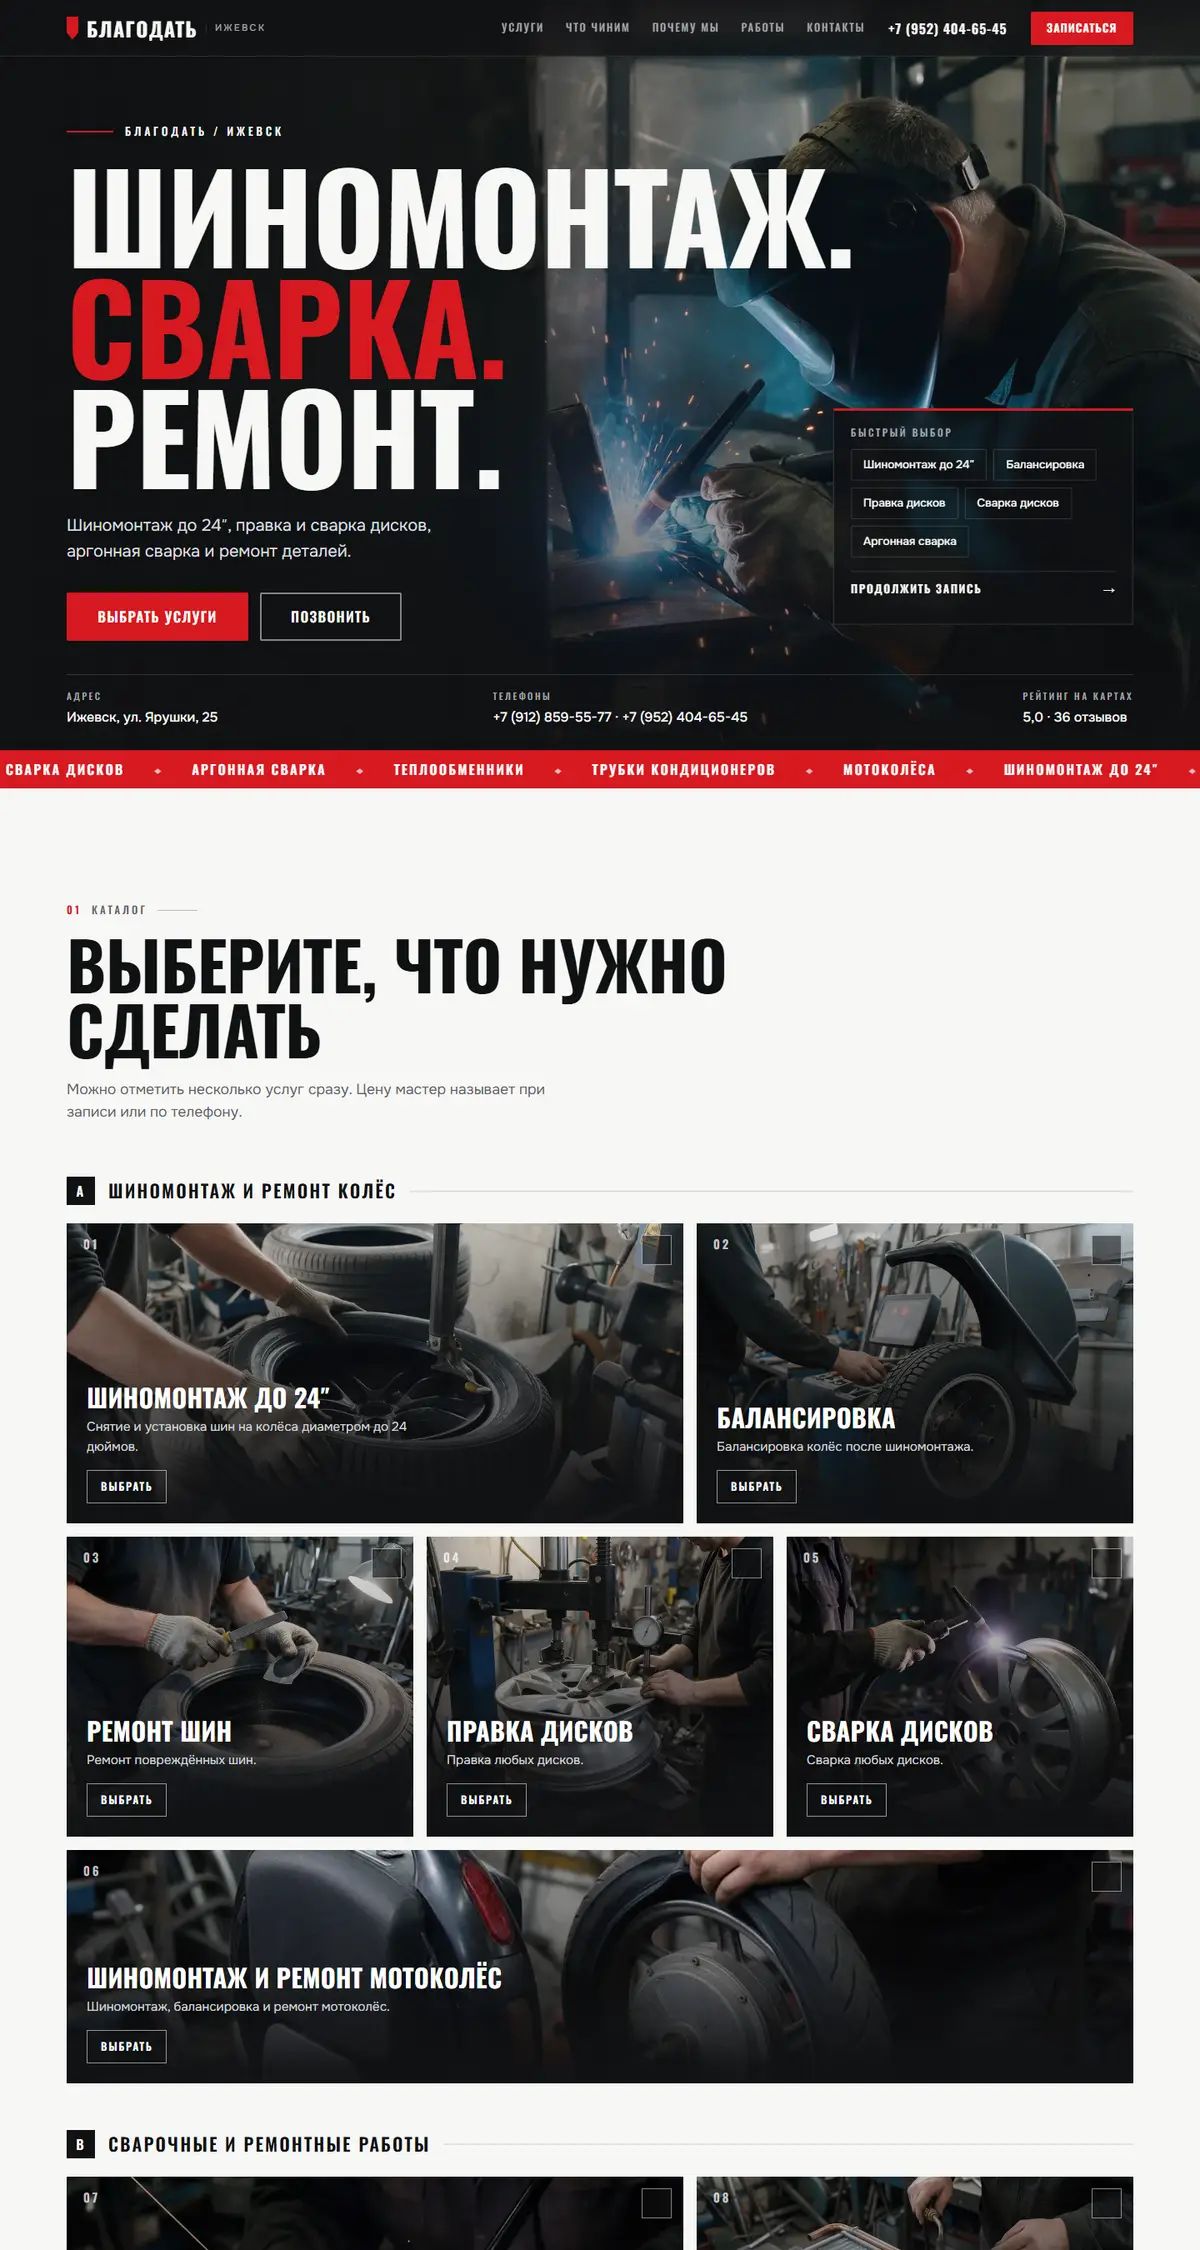 БЛАГОДАТЬ ИЖЕВСК УСЛУГИ ЧТО ЧИНИМ ПОЧЕМУ МЫ РАБОТЫ КОНТАКТЫ +7 (952) 404-65-45 ЗАПИСАТЬСЯ
БЛАГОДАТЬ / ИЖЕВСК
ШИНОМОНТАЖ.
СВАРКА.
РЕМОНТ.
Шиномонтаж до 24″, правка и сварка дисков,
аргонная сварка и ремонт деталей.
ВЫБРАТЬ УСЛУГИ ПОЗВОНИТЬ
БЫСТРЫЙ ВЫБОР
Шиномонтаж до 24″ Балансировка
Правка дисков Сварка дисков
Аргонная сварка
ПРОДОЛЖИТЬ ЗАПИСЬ →
АДРЕС
Ижевск, ул. Ярушки, 25
ТЕЛЕФОНЫ
+7 (912) 859-55-77 · +7 (952) 404-65-45
РЕЙТИНГ НА КАРТАХ
5,0 · 36 отзывов
СВАРКА ДИСКОВ АРГОННАЯ СВАРКА ТЕПЛООБМЕННИКИ ТРУБКИ КОНДИЦИОНЕРОВ МОТОКОЛЁСА ШИНОМОНТАЖ ДО 24″
01 КАТАЛОГ
ВЫБЕРИТЕ, ЧТО НУЖНО
СДЕЛАТЬ
Можно отметить несколько услуг сразу. Цену мастер называет при
записи или по телефону.
A ШИНОМОНТАЖ И РЕМОНТ КОЛЁС
01
ШИНОМОНТАЖ ДО 24″
Снятие и установка шин на колёса диаметром до 24
дюймов.
ВЫБРАТЬ
02
БАЛАНСИРОВКА
Балансировка колёс после шиномонтажа.
ВЫБРАТЬ
03
РЕМОНТ ШИН
Ремонт повреждённых шин.
ВЫБРАТЬ
04
ПРАВКА ДИСКОВ
Правка любых дисков.
ВЫБРАТЬ
05
СВАРКА ДИСКОВ
Сварка любых дисков.
ВЫБРАТЬ
06
ШИНОМОНТАЖ И РЕМОНТ МОТОКОЛЁС
Шиномонтаж, балансировка и ремонт мотоколёс.
ВЫБРАТЬ
B СВАРОЧНЫЕ И РЕМОНТНЫЕ РАБОТЫ
07
08